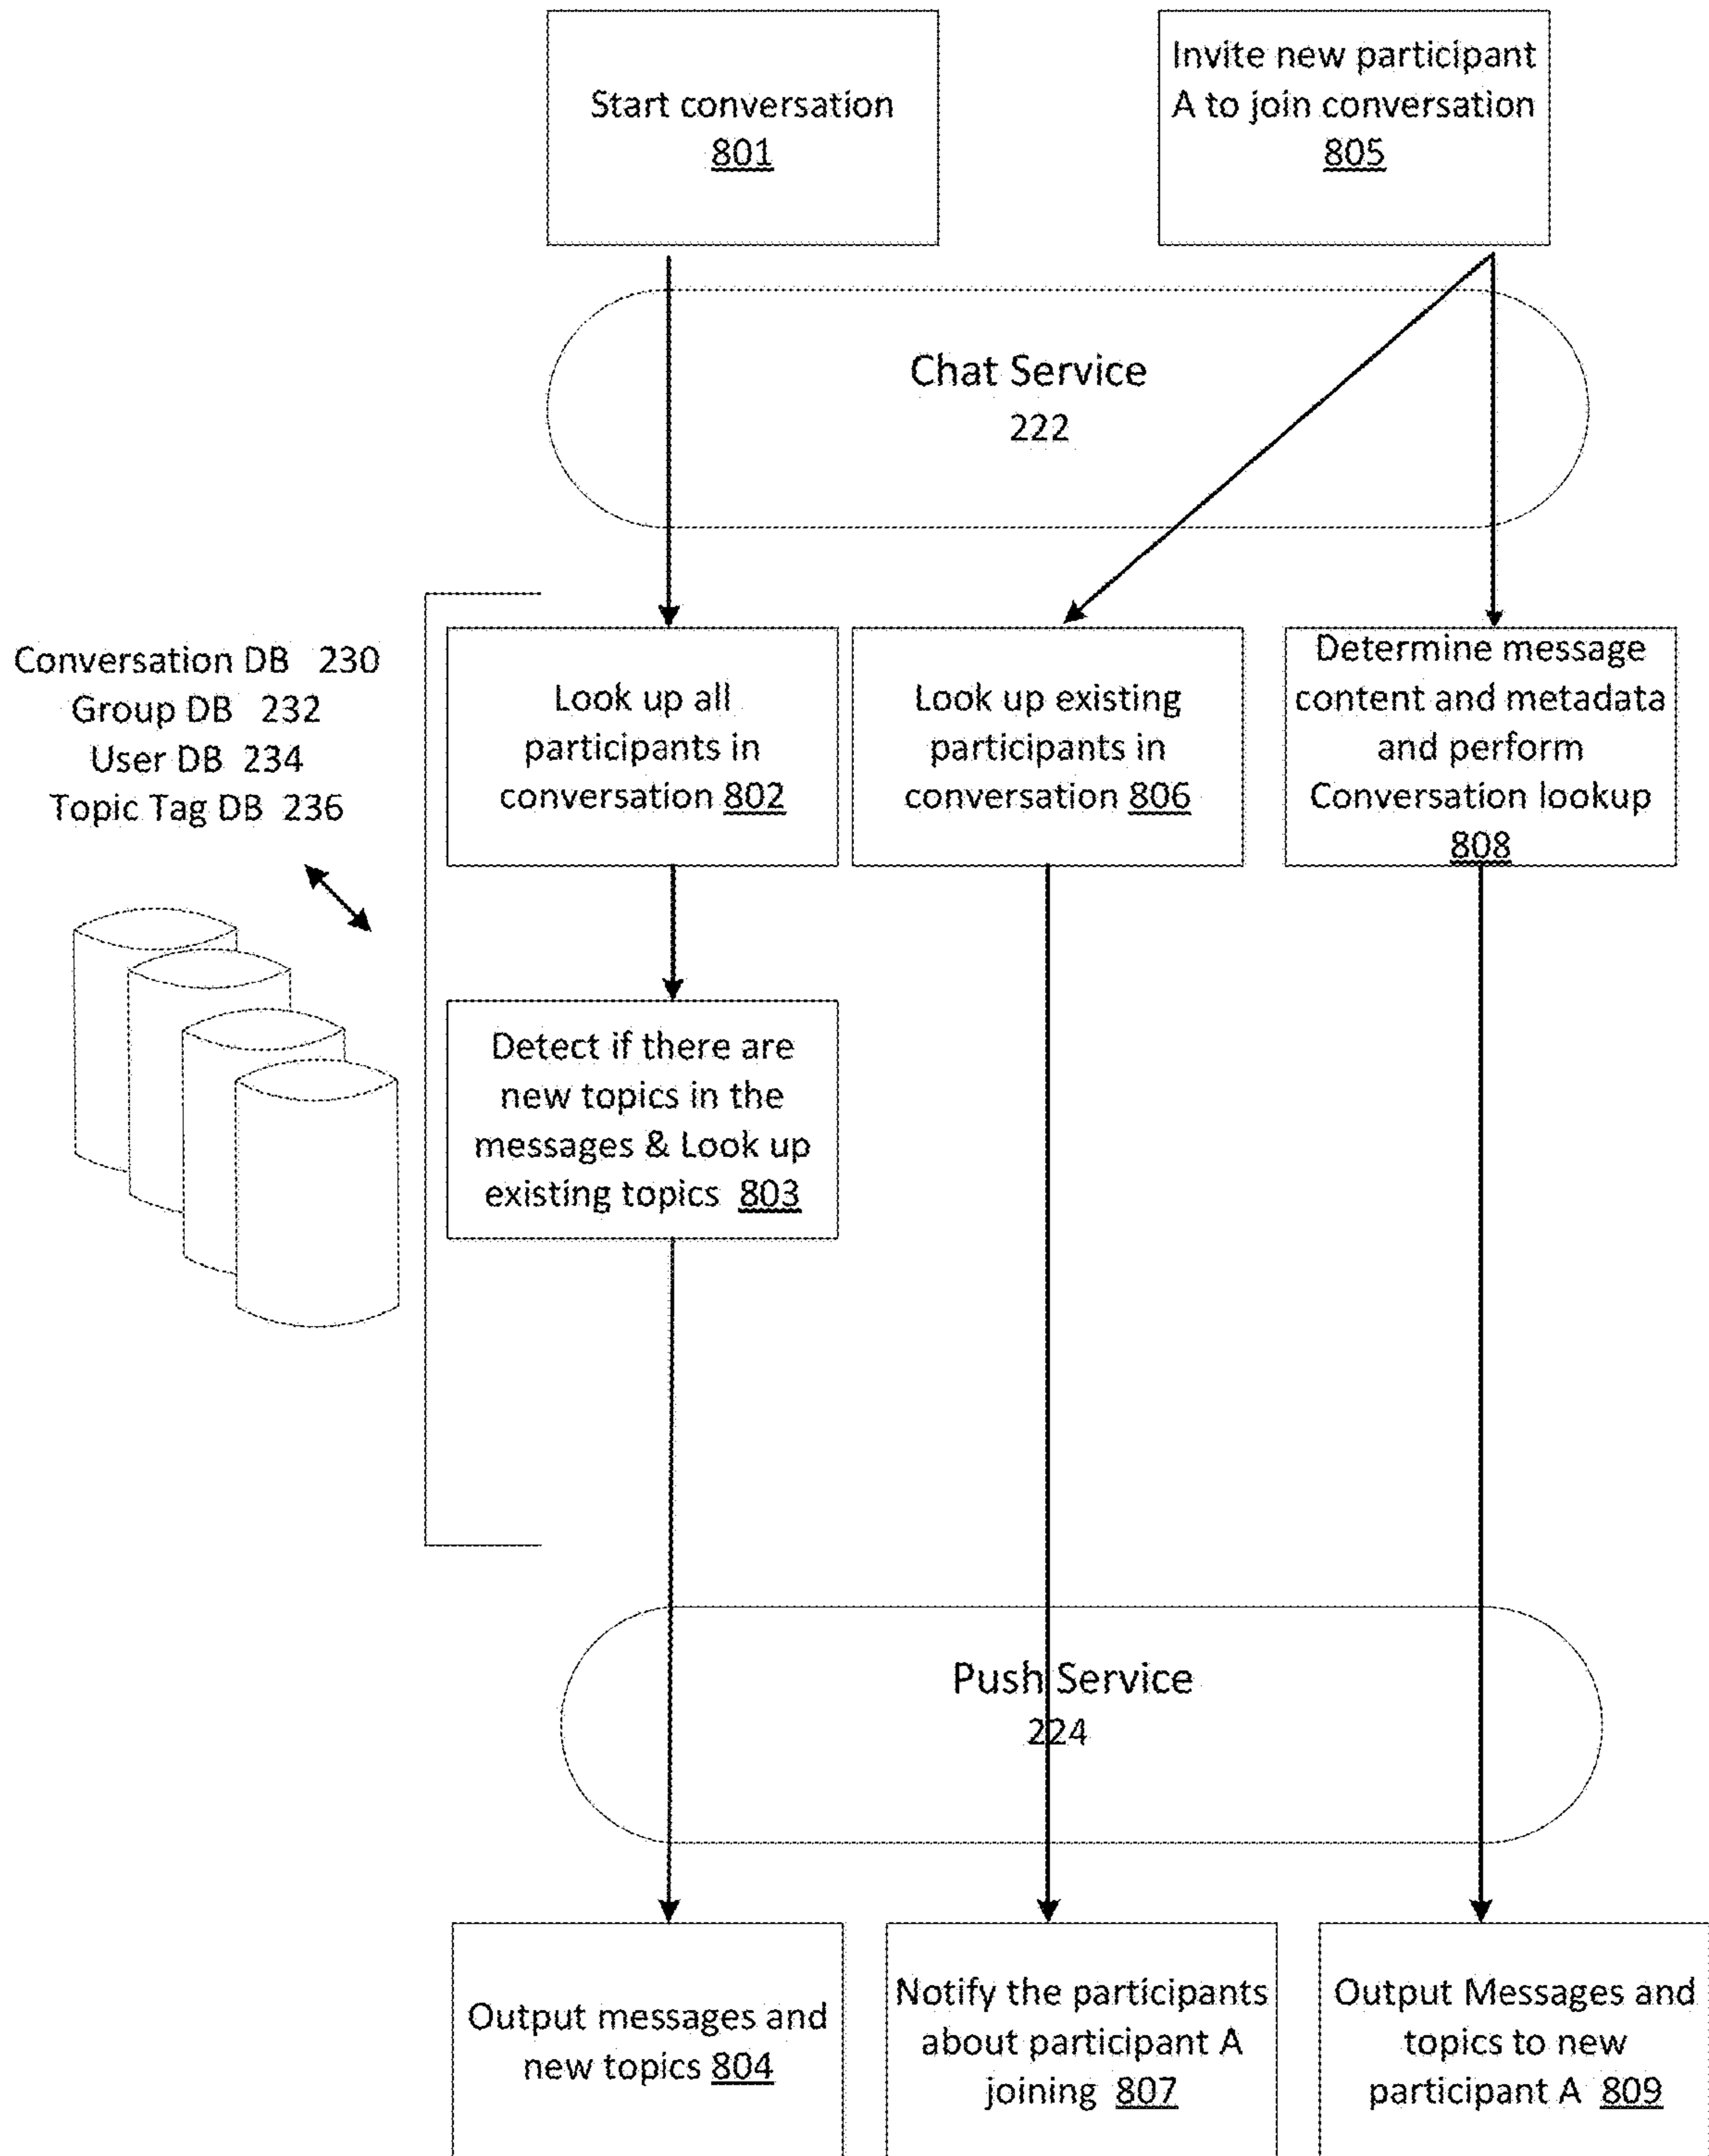 Start conversation
801
Invite new participant
A to join conversation
805
Chat Service
222
Conversation DB 230
Group DB 232
User DB 234
Topic Tag DB 236
Look up all
participants in
conversation 802
Look up existing
participants in
conversation 806
Determine message
content and metadata
and perform
Conversation lookup
808
Detect if there are
new topics in the
messages & Look up
existing topics 803
Push Service
224
Output messages and
new topics 804
Notify the participants
about participant A
joining 807
Output Messages and
topics to new
participant A 809